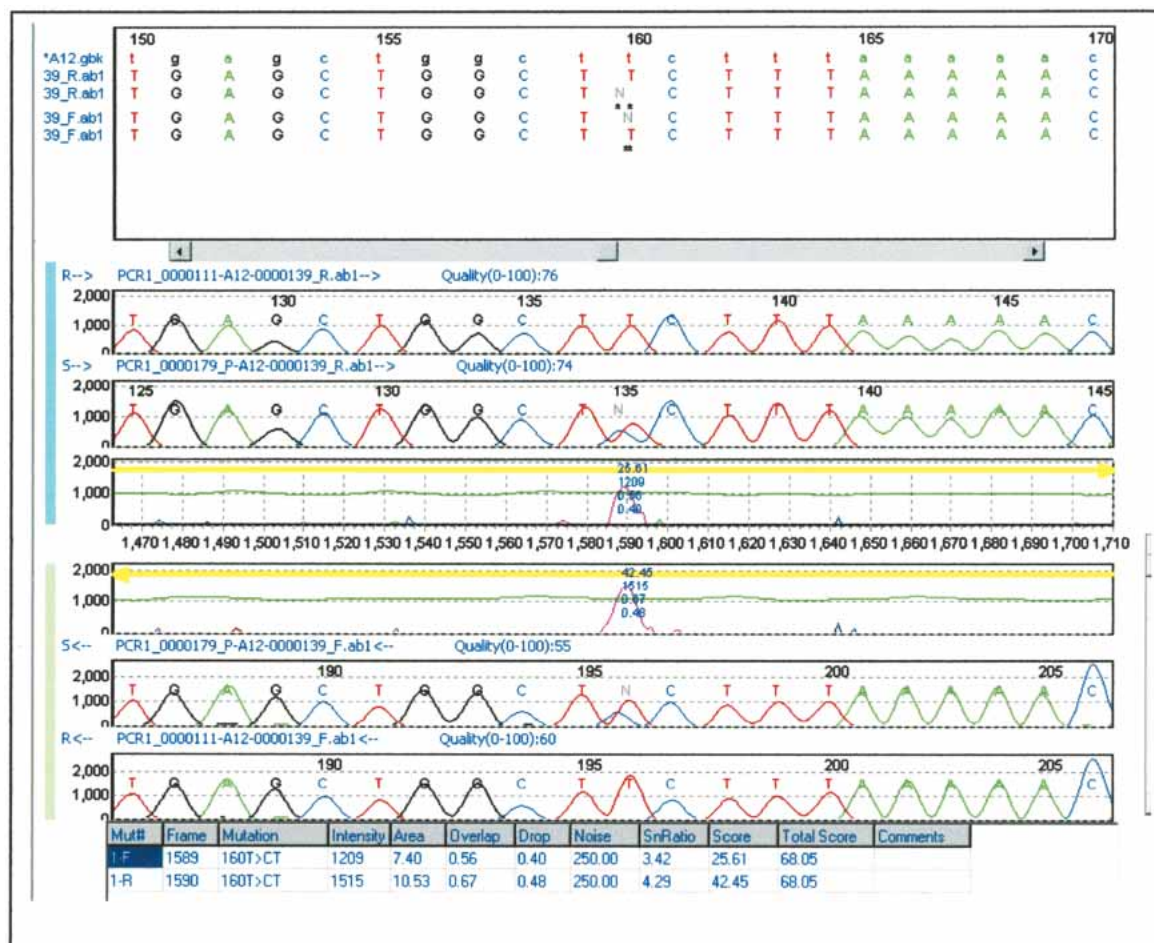 150 155 160 165 170
*A12.gbk t g a g c t g g c t t c t t t a a a a a c
39_R.ab1 T G A G C T G G C T T C T T T A A A A A C
39_R.ab1 T G A G C T G G C T N C T T T A A A A A C
39_F.ab1 T G A G C T G G C T N C T T T A A A A A C
39_F.ab1 T G A G C T G G C T T C T T T A A A A A C
R--> PCR1_0000111-A12-0000139_R.ab1--> Quality(0-100):76
2,000 130 135 140 145
T G A G C T G G C T T C T T T A A A A A C
1,000
0
S--> PCR1_0000179_P-A12-0000139_R.ab1--> Quality(0-100):74
2,000 125 130 135 140 145
T G A G C T G G C T N C T T T A A A A A C
1,000
0
2,000 25.61
1,000 1209
0.56
0 0.40
1,470 1,480 1,490 1,500 1,510 1,520 1,530 1,540 1,550 1,560 1,570 1,580 1,590 1,600 1,610 1,620 1,630 1,640 1,650 1,660 1,670 1,680 1,690 1,700 1,710
2,000 42.45
1,000 1515
0.67
0 0.48
S<-- PCR1_0000179_P-A12-0000139_F.ab1<-- Quality(0-100):55
2,000 190 195 200 205
T G A G C T G G C T N C T T T A A A A A C
1,000
0
R<-- PCR1_0000111-A12-0000139_F.ab1<-- Quality(0-100):60
190 195 200 205
2,000 T G A G C T G G C T T C T T T A A A A A C
1,000
0
Mut# Frame Mutation Intensity Area Overlap Drop Noise SnRatio Score Total Score Comments
1-F 1589 160T>CT 1209 7.40 0.56 0.40 250.00 3.42 25.61 68.05
1-R 1590 160T>CT 1515 10.53 0.67 0.48 250.00 4.29 42.45 68.05